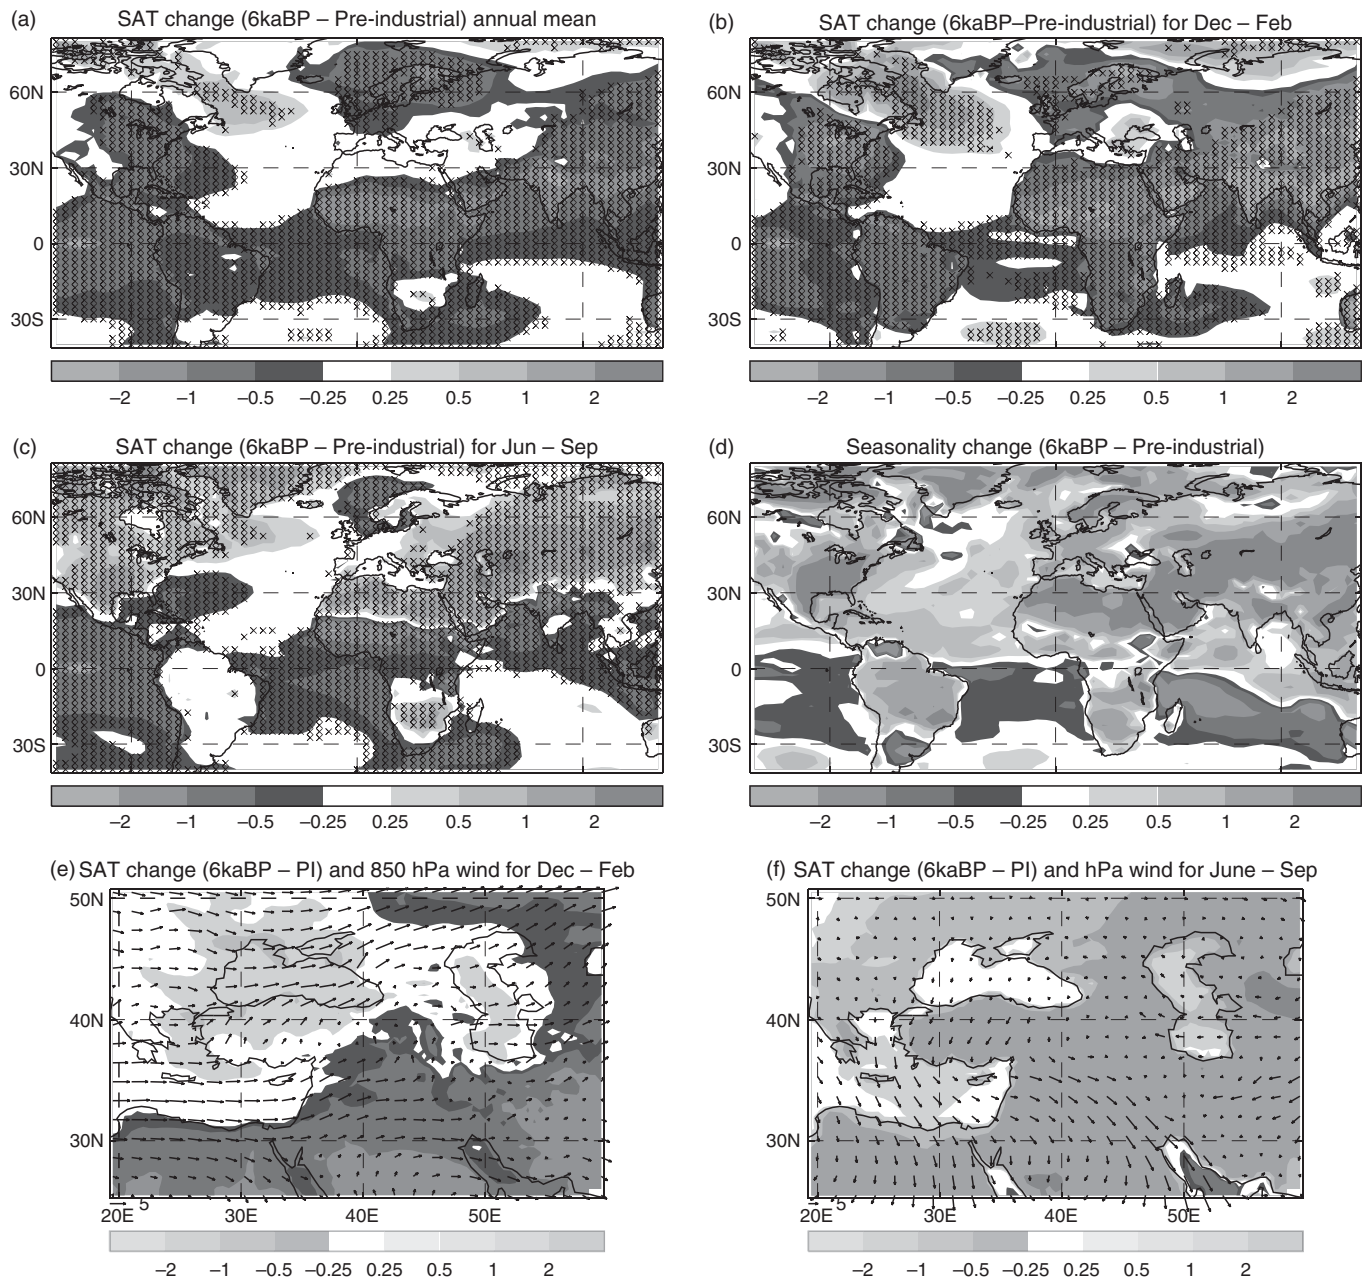 (a) SAT change (6kaBP – Pre-industrial) annual mean
60N
30N
0
30S
–2 –1 –0.5 –0.25 0.25 0.5 1 2
(b) SAT change (6kaBP–Pre-industrial) for Dec – Feb
60N
30N
0
30S
–2 –1 –0.5 –0.25 0.25 0.5 1 2
(c) SAT change (6kaBP – Pre-industrial) for Jun – Sep
60N
30N
0
30S
–2 –1 –0.5 –0.25 0.25 0.5 1 2
(d) Seasonality change (6kaBP – Pre-industrial)
60N
30N
0
30S
–2 –1 –0.5 –0.25 0.25 0.5 1 2
(e) SAT change (6kaBP – PI) and 850 hPa wind for Dec – Feb
50N
40N
30N
5
20E 30E 40E 50E
–2 –1 –0.5 –0.25 0.25 0.5 1 2
(f) SAT change (6kaBP – PI) and hPa wind for June – Sep
50N
40N
30N
5
20E 30E 40E 50E
–2 –1 –0.5 –0.25 0.25 0.5 1 2